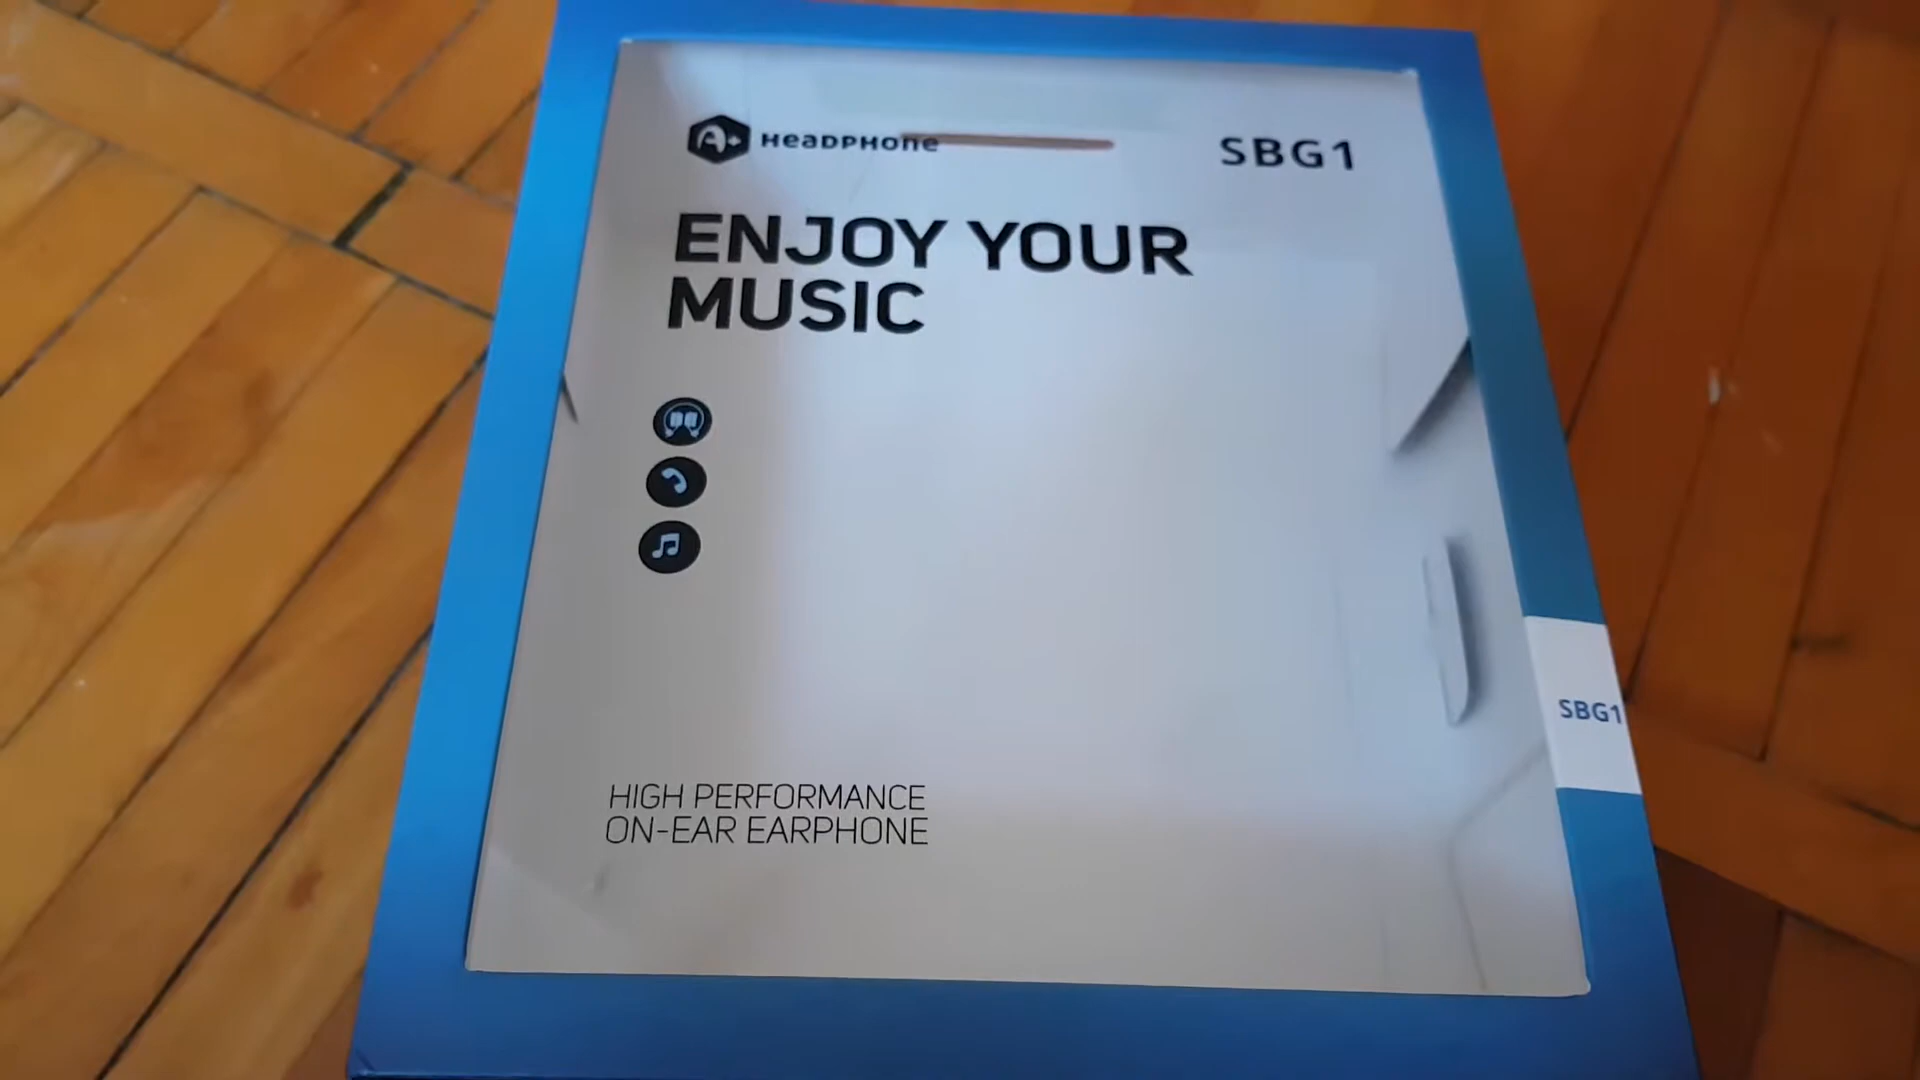 A+ HEADPHONE
SBG1
ENJOY YOUR
MUSIC
HIGH PERFORMANCE
ON-EAR EARPHONE
SBG1